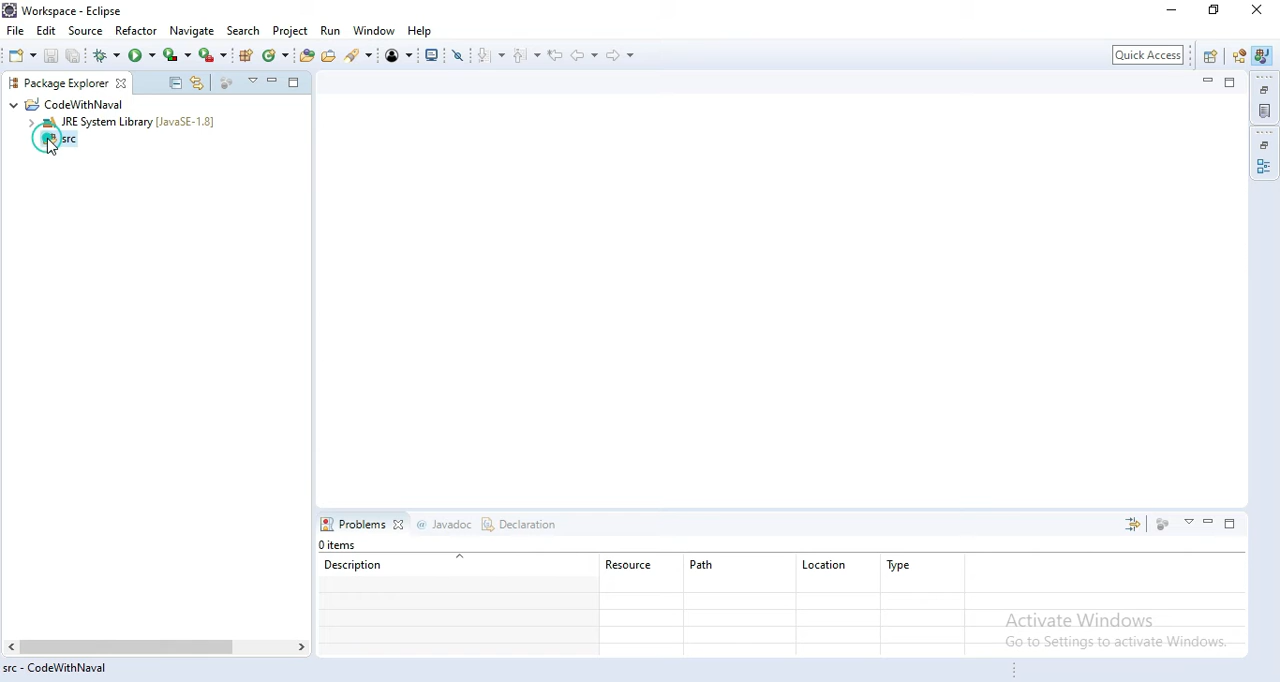 Workspace - Eclipse
File Edit Source Refactor Navigate Search Project Run Window Help
Quick Access
Package Explorer
CodeWithNaval
JRE System Library [JavaSE-1.8]
src
Problems @ Javadoc Declaration
0 items
Description Resource Path Location Type
Activate Windows
Go to Settings to activate Windows.
src - CodeWithNaval